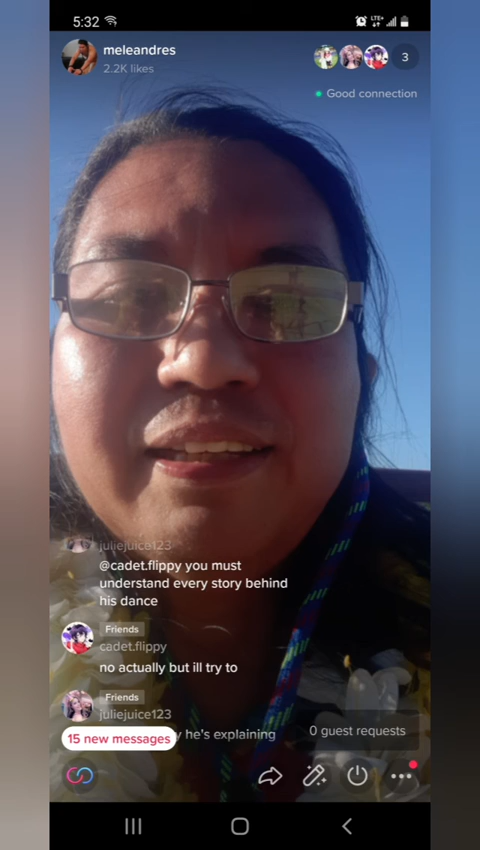 5:32
LTE+
meleandres
2.2K likes
3
Good connection
juliejuice123
@cadet.flippy you must
understand every story behind
his dance
Friends
cadet.flippy
no actually but ill try to
Friends
juliejuice123
15 new messages
he's explaining
0 guest requests